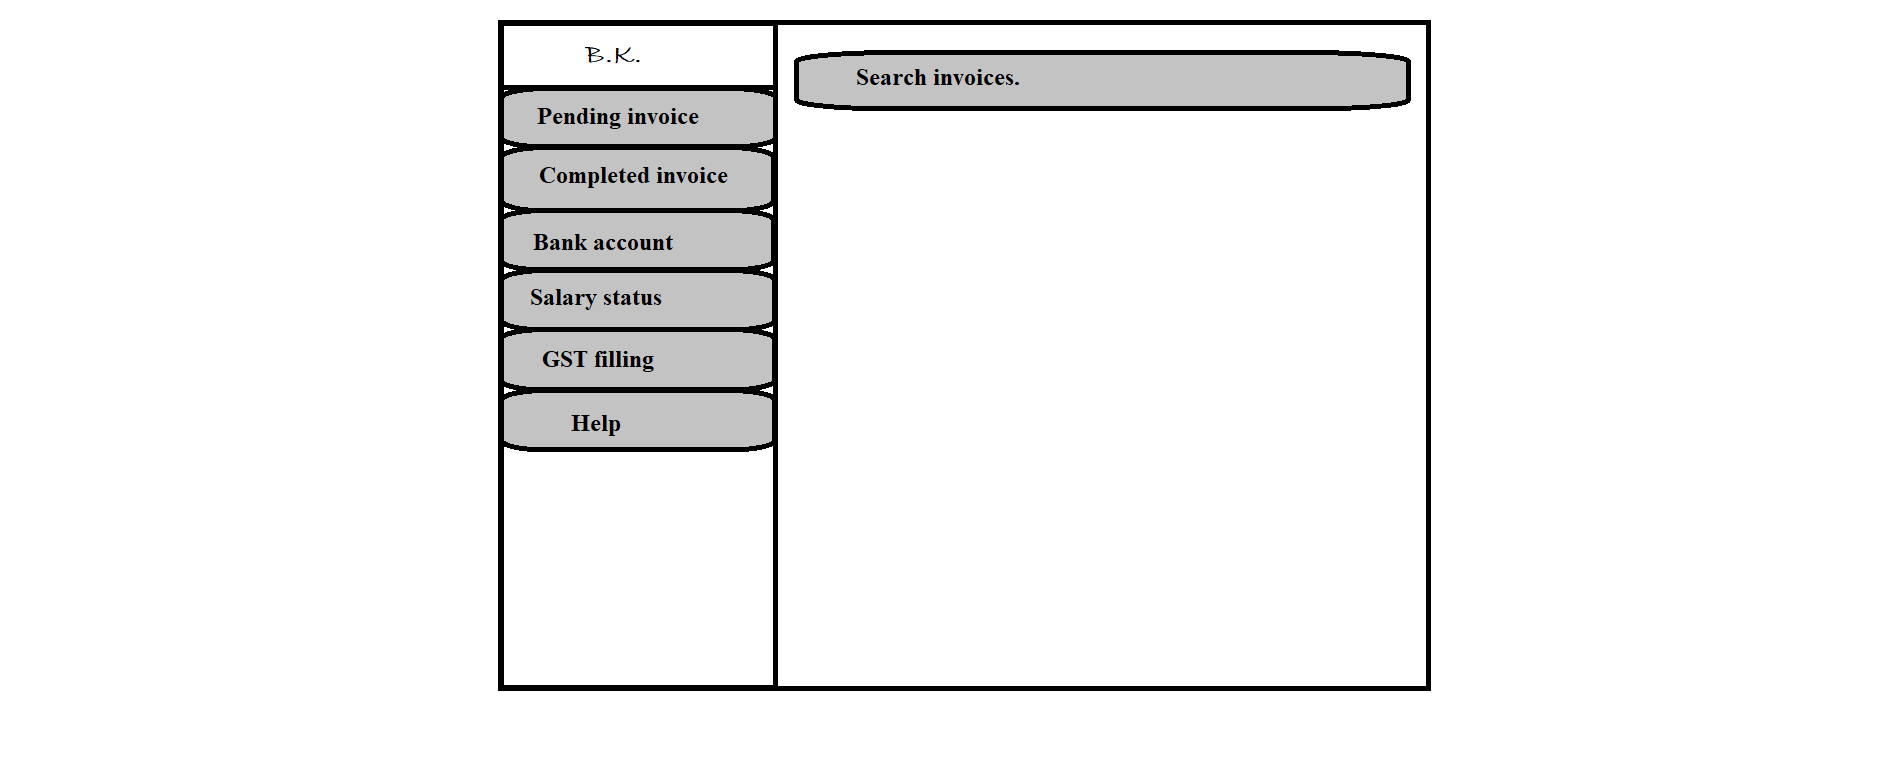 B.K.
Pending invoice
Completed invoice
Bank account
Salary status
GST filling
Help
Search invoices.